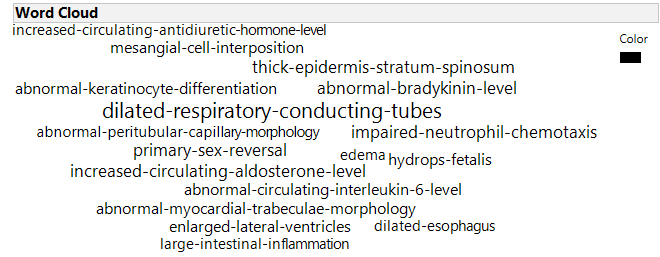 Word Cloud
increased-circulating-antidiuretic-hormone-level
Color
mesangial-cell-interposition
thick-epidermis-stratum-spinosum
abnormal-keratinocyte-differentiation abnormal-bradykinin-level
dilated-respiratory-conducting-tubes
abnormal-peritubular-capillary-morphology impaired-neutrophil-chemotaxis
primary-sex-reversal edema hydrops-fetalis
increased-circulating-aldosterone-level
abnormal-circulating-interleukin-6-level
abnormal-myocardial-trabeculae-morphology
enlarged-lateral-ventricles dilated-esophagus
large-intestinal-inflammation